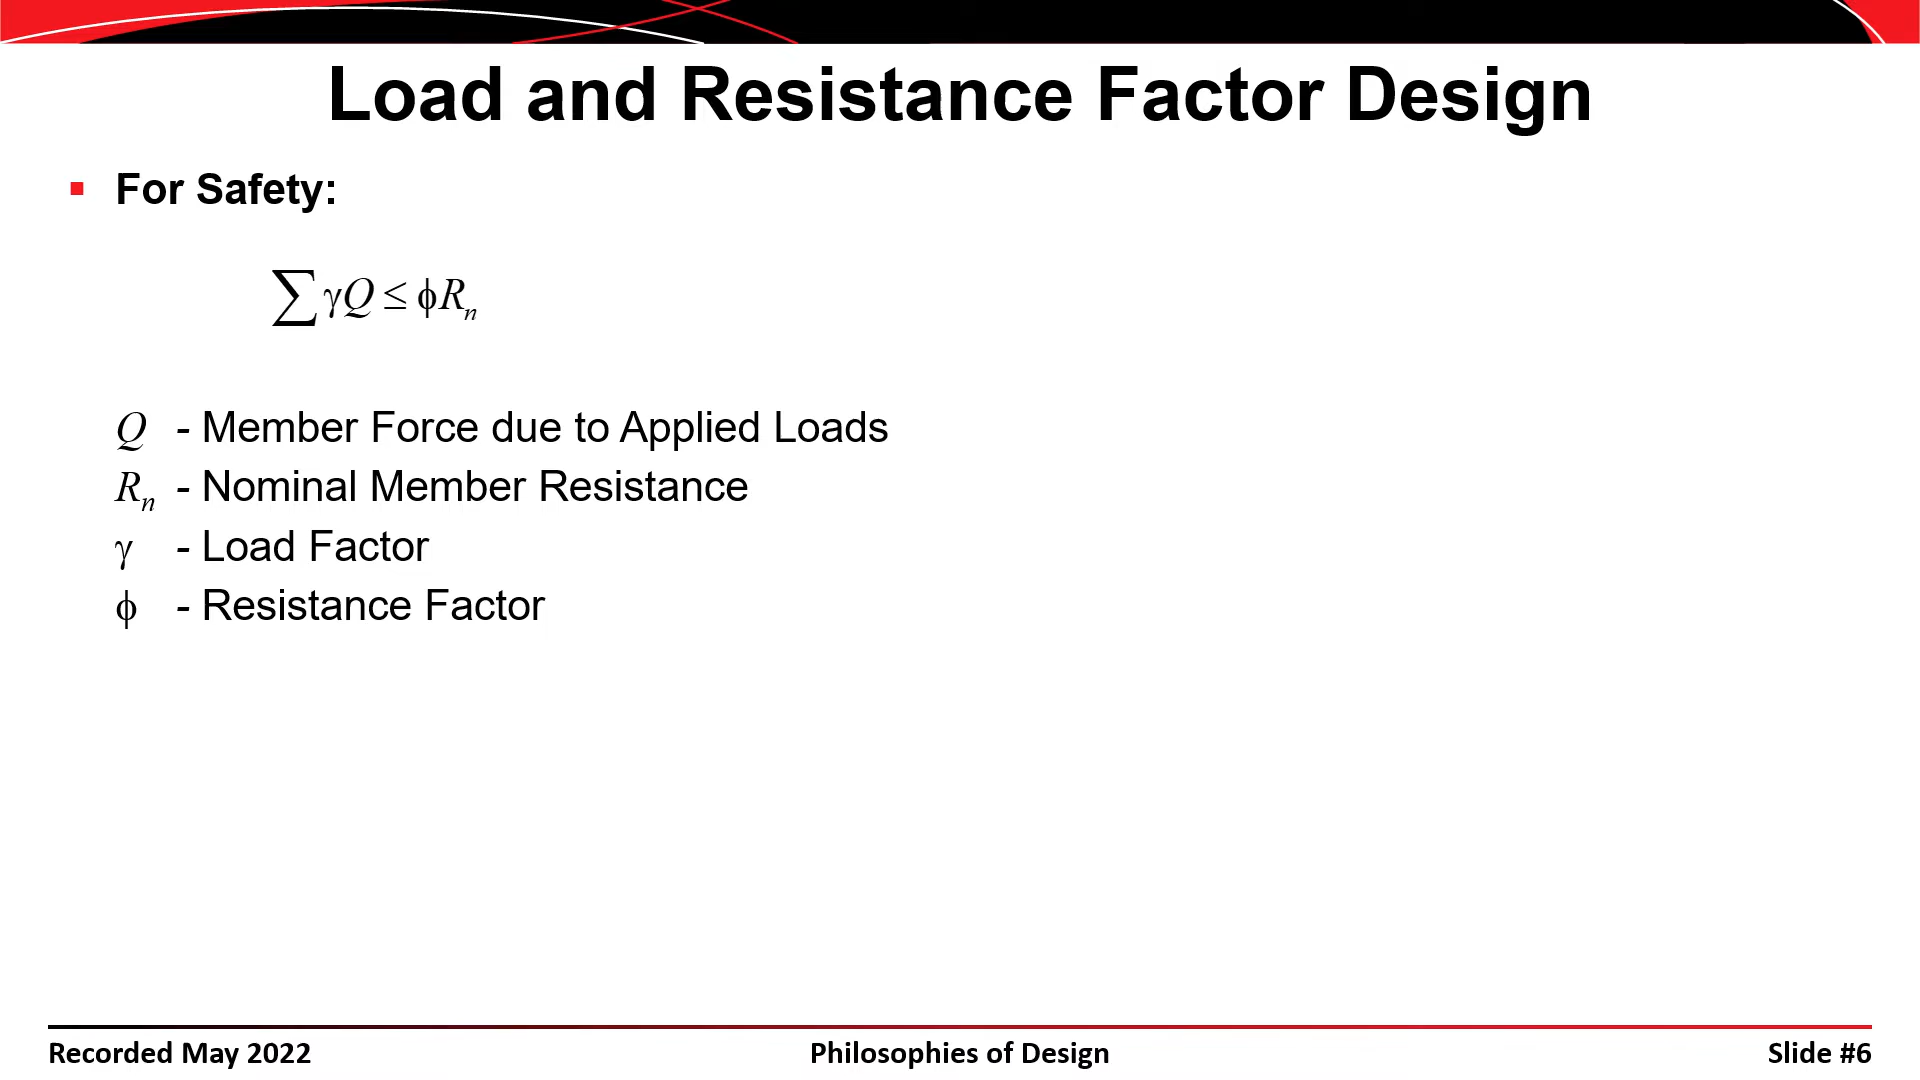 Load and Resistance Factor Design
▪ For Safety:
∑γQ ≤ ϕRₙ
Q - Member Force due to Applied Loads
Rₙ - Nominal Member Resistance
γ - Load Factor
ϕ - Resistance Factor
Recorded May 2022 Philosophies of Design Slide #6